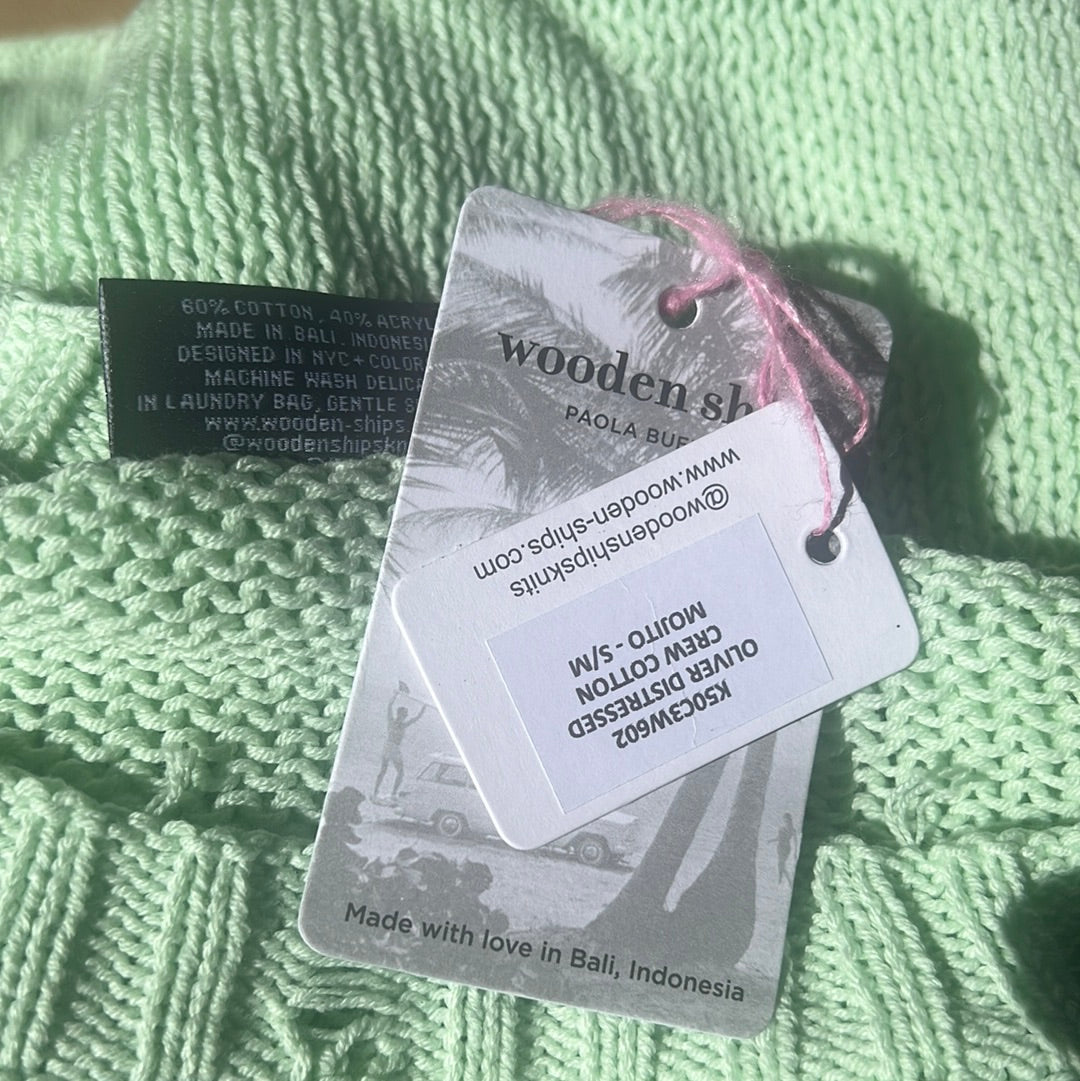 60% COTTON, 40% ACRYL
MADE IN BALI, INDONESI
DESIGNED IN NYC + COLOR
MACHINE WASH DELICA
IN LAUNDRY BAG, GENTLE S
www.wooden-ships
@woodenshipskn
wooden sh
PAOLA BUE
www.wooden-ships.com
@woodenshipsknits
K50C3W602
OLIVER DISTRESSED
CREW COTTON
MOJITO - S/M
Made with love in Bali, Indonesia